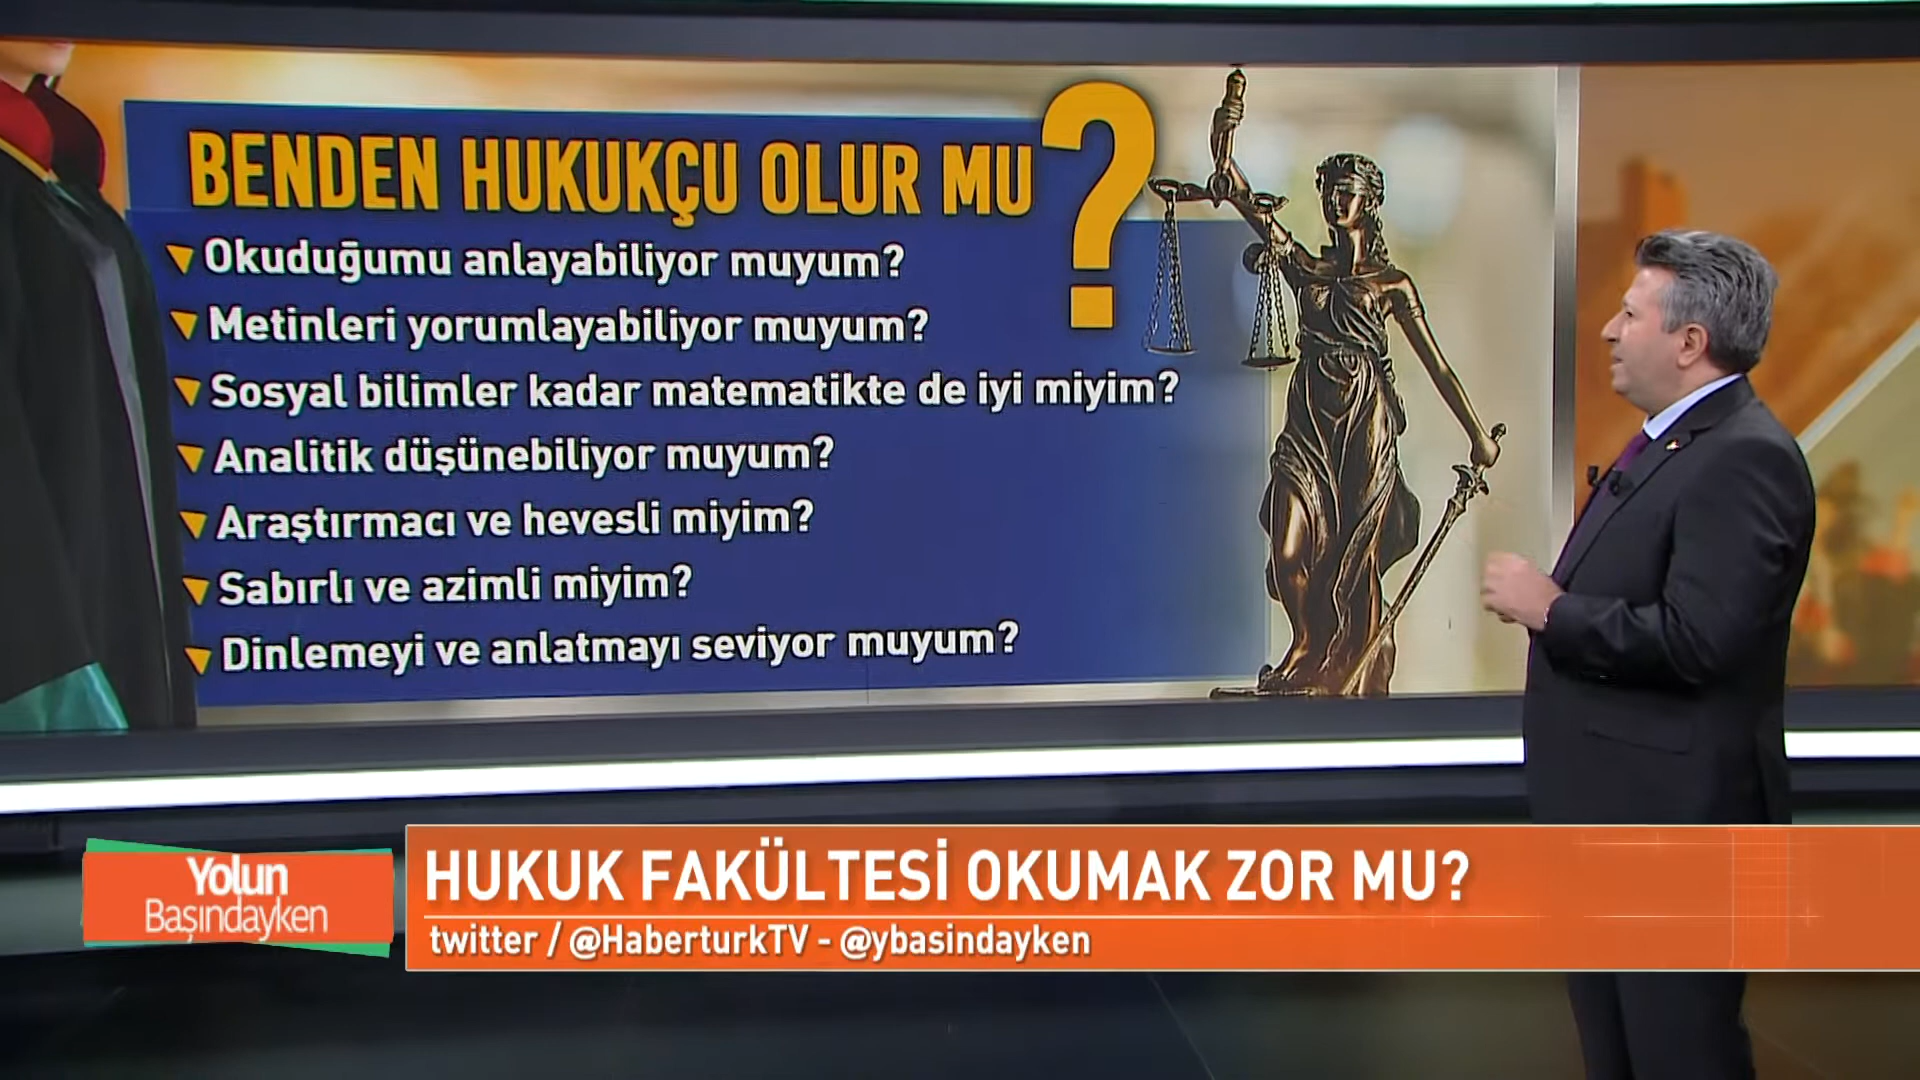 BENDEN HUKUKÇU OLUR MU?
Okuduğumu anlayabiliyor muyum?
Metinleri yorumlayabiliyor muyum?
Sosyal bilimler kadar matematikte de iyi miyim?
Analitik düşünebiliyor muyum?
Araştırmacı ve hevesli miyim?
Sabırlı ve azimli miyim?
Dinlemeyi ve anlatmayı seviyor muyum?
Yolun
Başındayken
HUKUK FAKÜLTESİ OKUMAK ZOR MU?
twitter / @HaberturkTV - @ybasindayken